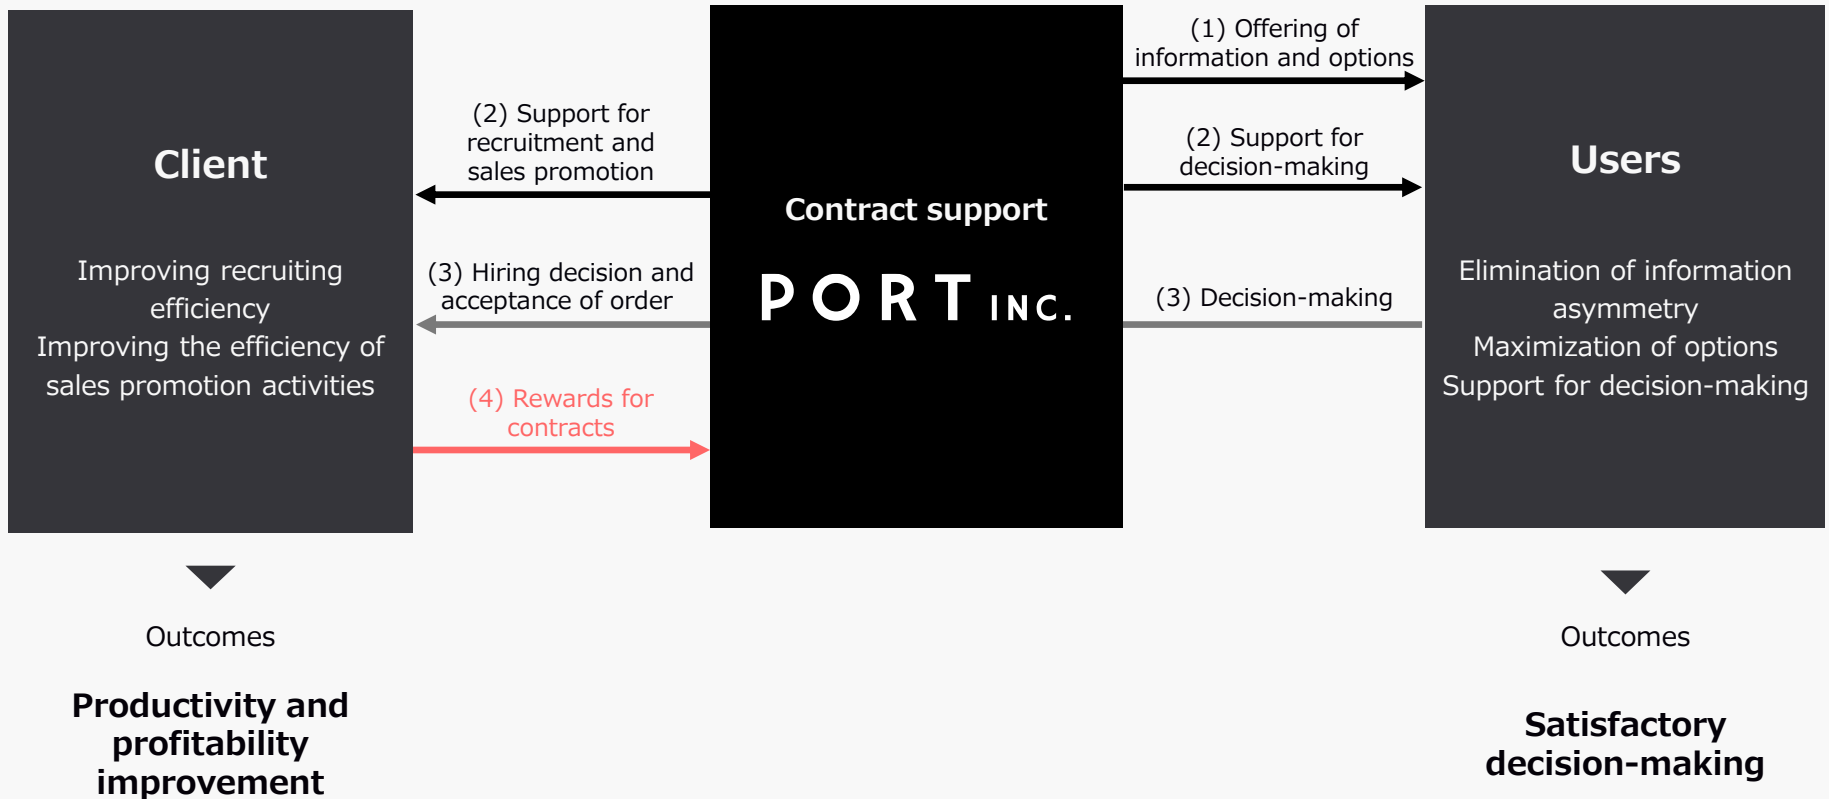 Client
Improving recruiting
efficiency
Improving the efficiency of
sales promotion activities
(2) Support for
recruitment and
sales promotion
(3) Hiring decision and
acceptance of order
(4) Rewards for
contracts
Contract support
PORT INC.
(1) Offering of
information and options
(2) Support for
decision-making
(3) Decision-making
Users
Elimination of information
asymmetry
Maximization of options
Support for decision-making
Outcomes
Productivity and
profitability
improvement
Outcomes
Satisfactory
decision-making